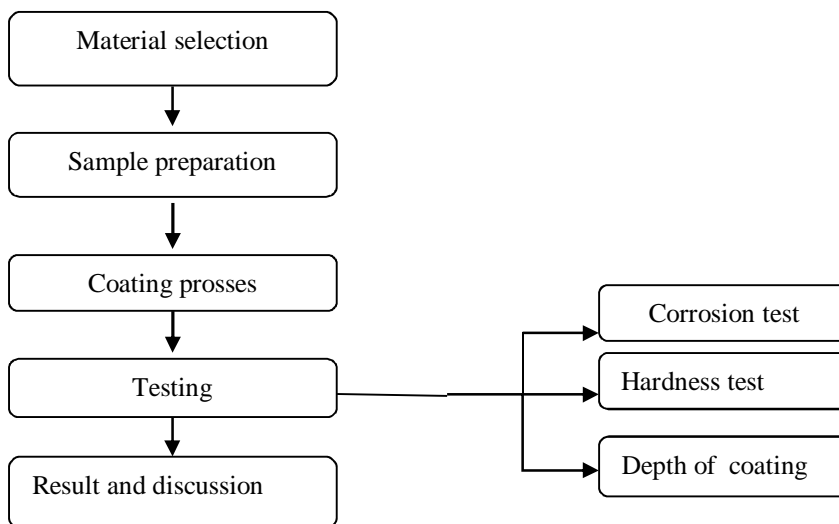 Material selection
Sample preparation
Coating prosses
Corrosion test
Hardness test
Testing
Depth of coating
Result and discussion